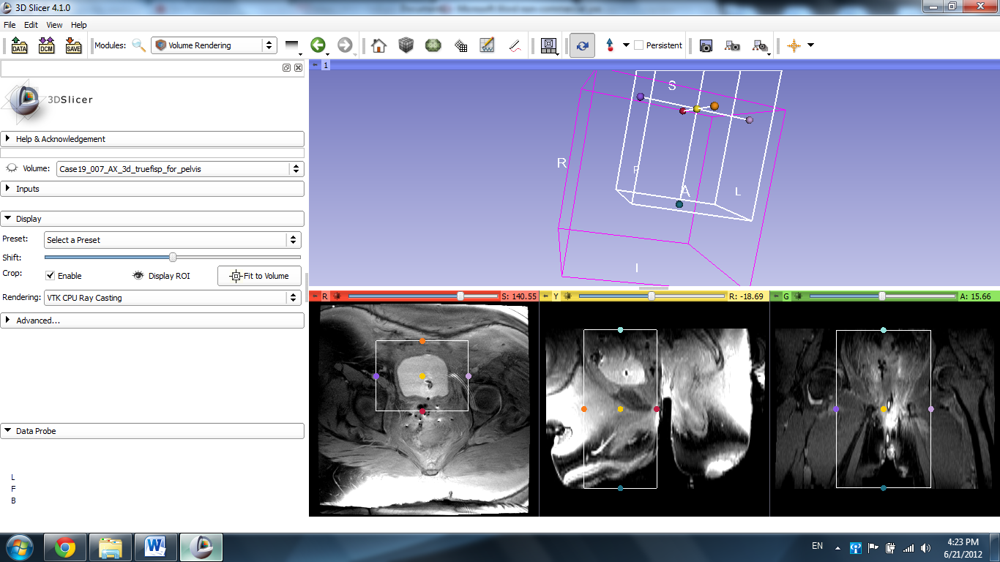 3D Slicer 4.1.0
File Edit View Help
DATA DCM SAVE Modules: Volume Rendering Persistent
1
3DSlicer
Help & Acknowledgement
Volume: Case19_007_AX_3d_truefisp_for_pelvis
Inputs
Display
Preset: Select a Preset
Shift:
Crop: Enable Display ROI Fit to Volume
Rendering: VTK CPU Ray Casting
Advanced...
Data Probe
L
F
B
S
R
P
A
L
I
R S: 140.55
Y R: -18.69
G A: 15.66
EN
4:23 PM
6/21/2012